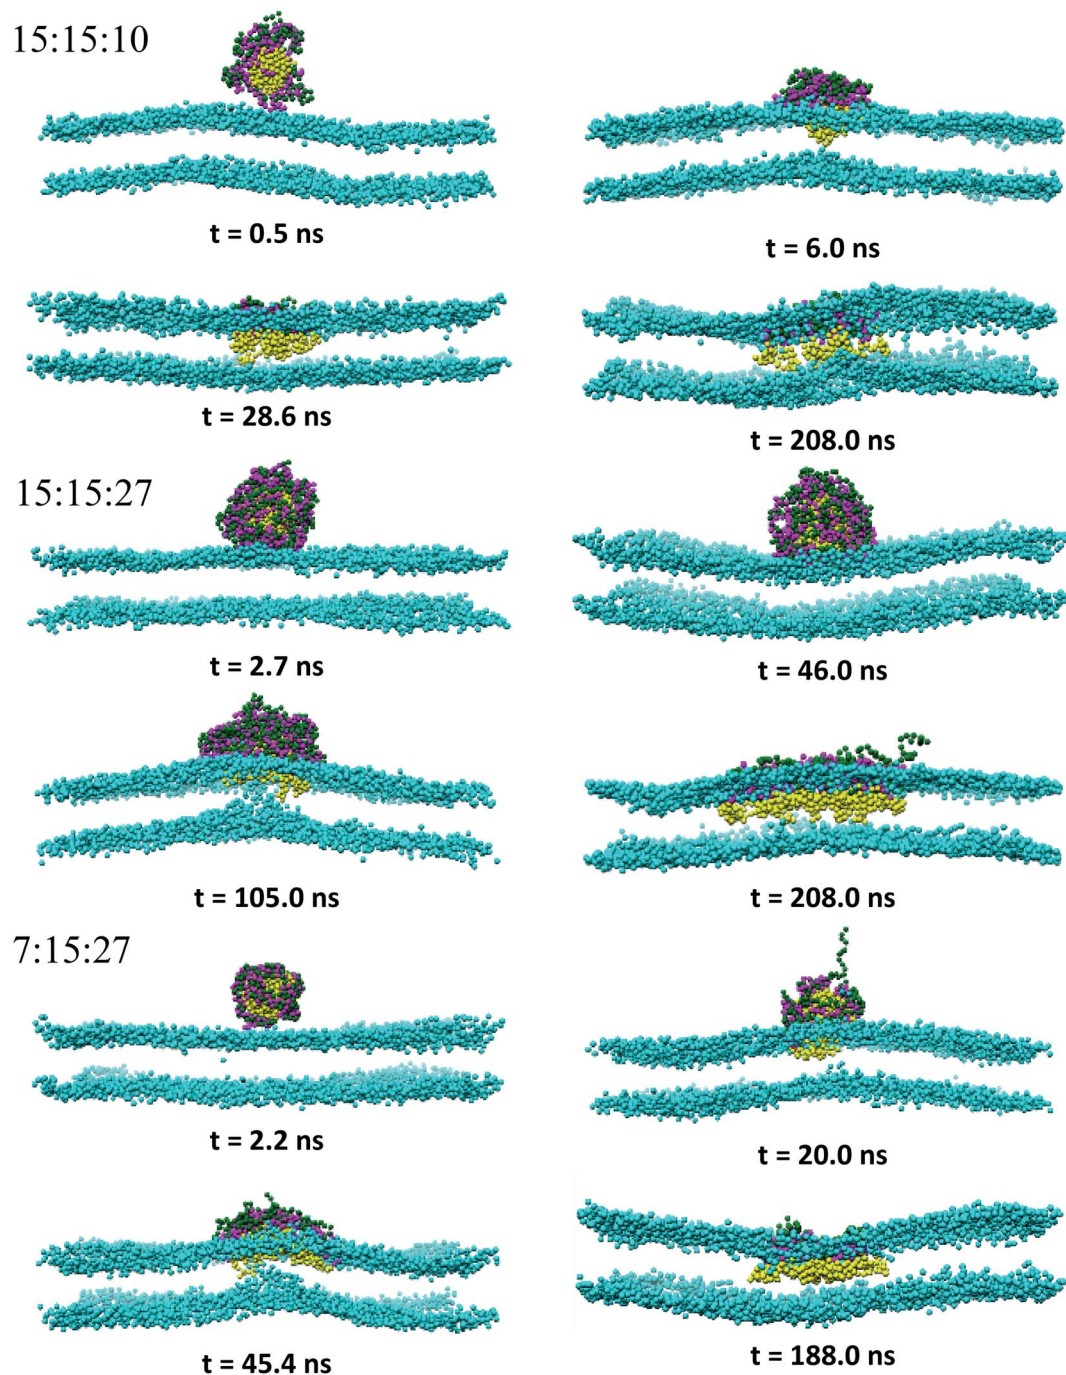 15:15:10
t = 0.5 ns
t = 6.0 ns
t = 28.6 ns
t = 208.0 ns
15:15:27
t = 2.7 ns
t = 46.0 ns
t = 105.0 ns
t = 208.0 ns
7:15:27
t = 2.2 ns
t = 20.0 ns
t = 45.4 ns
t = 188.0 ns